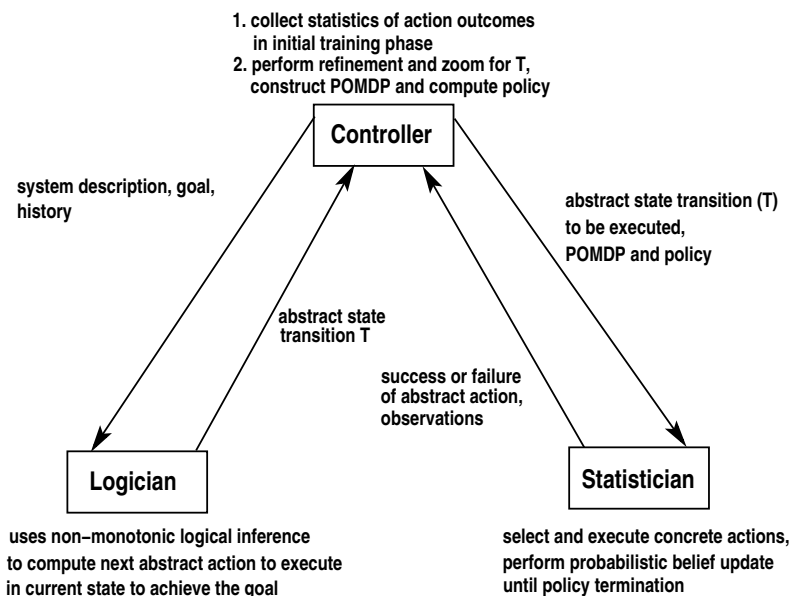 1. collect statistics of action outcomes
in initial training phase
2. perform refinement and zoom for T,
construct POMDP and compute policy
Controller
system description, goal,
history
abstract state transition (T)
to be executed,
POMDP and policy
abstract state
transition T
success or failure
of abstract action,
observations
Logician
Statistician
uses non−monotonic logical inference
to compute next abstract action to execute
in current state to achieve the goal
select and execute concrete actions,
perform probabilistic belief update
until policy termination